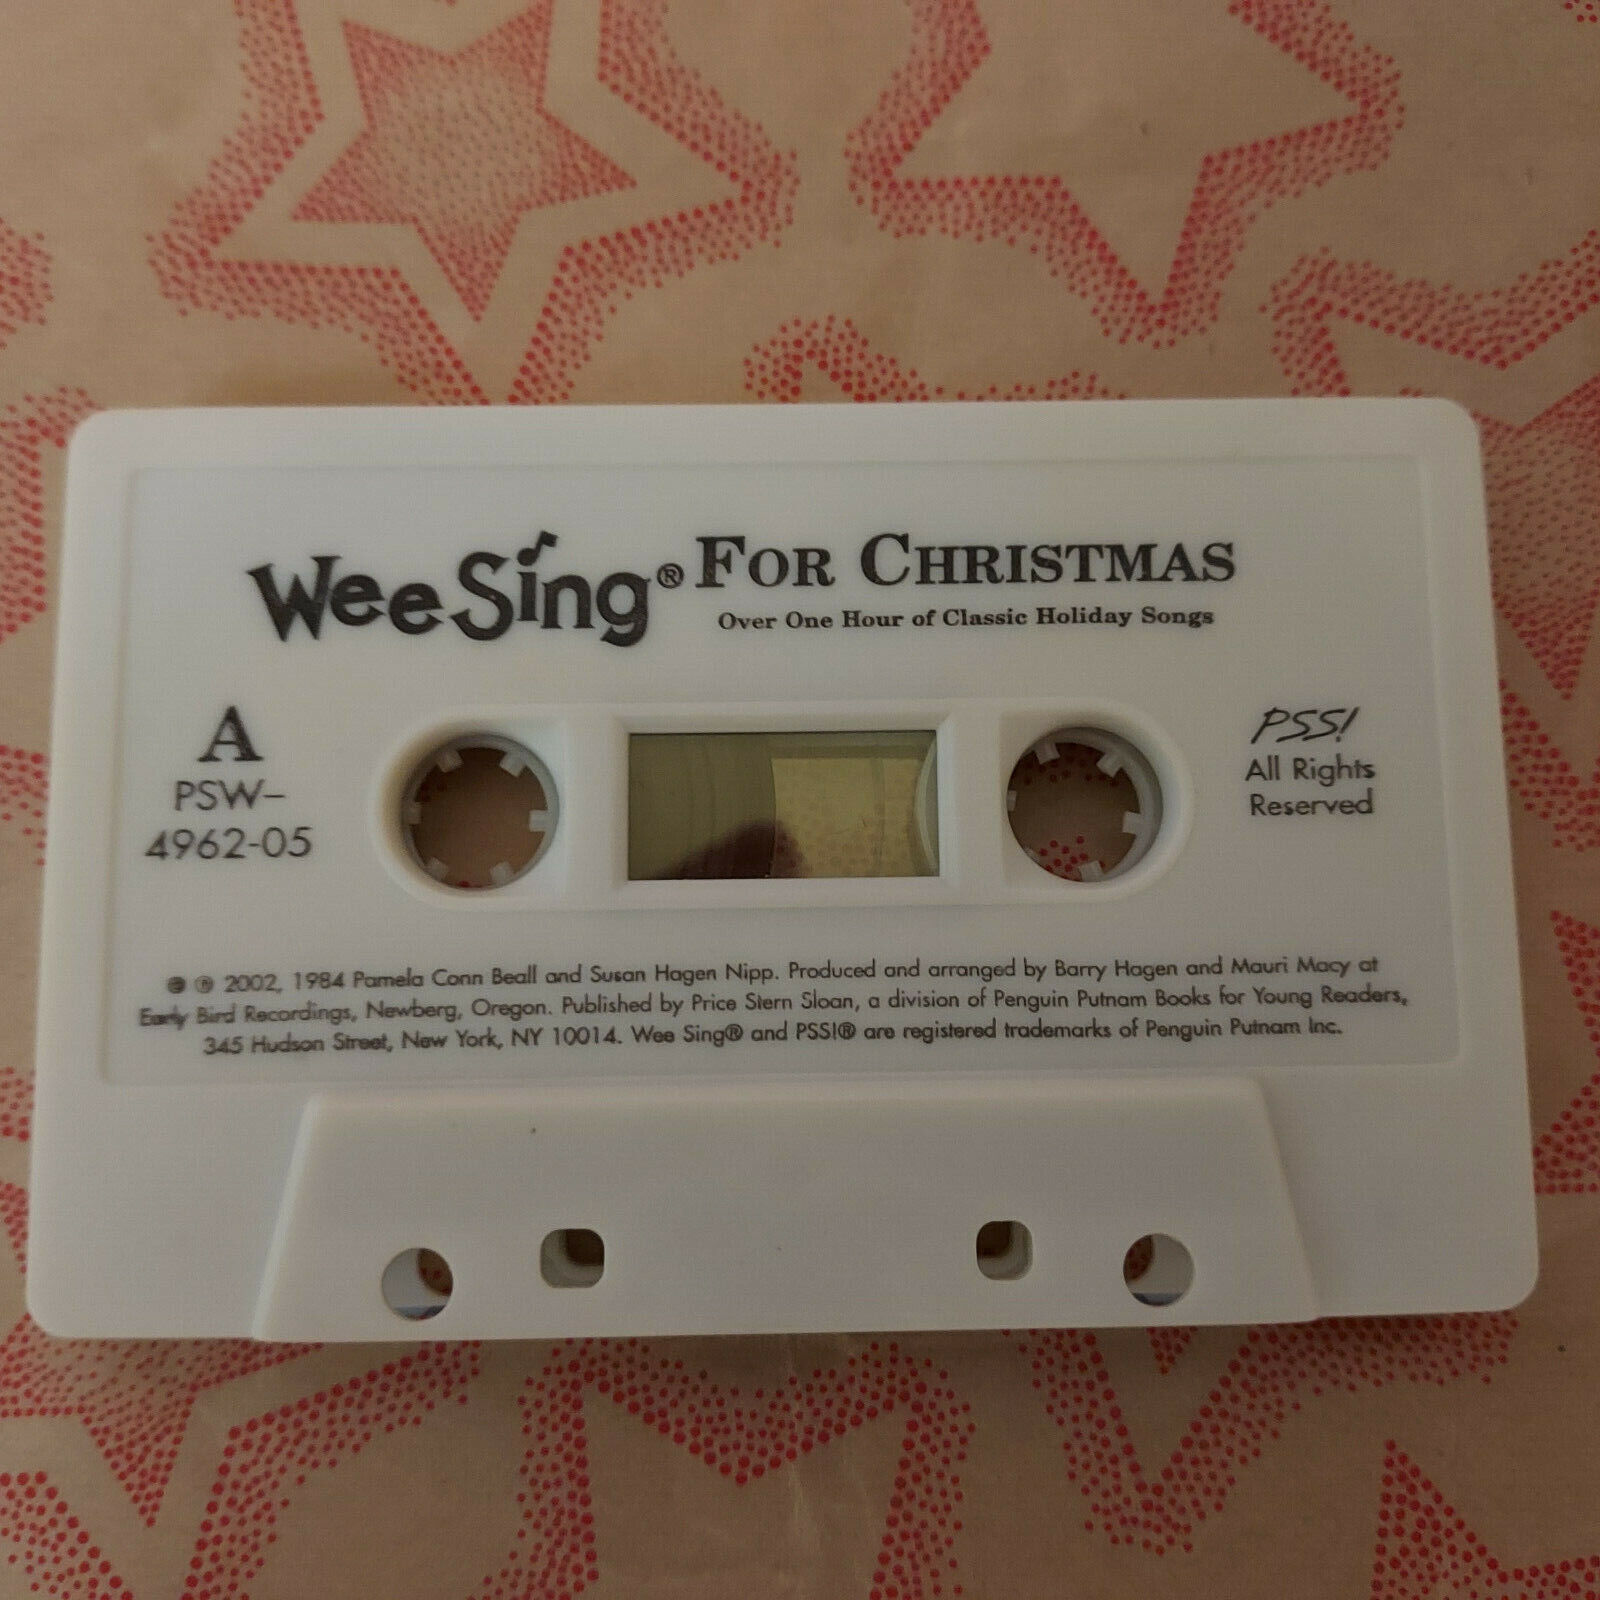 Wee Sing® FOR CHRISTMAS
Over One Hour of Classic Holiday Songs
A
PSW-
4962-05
PSS!
All Rights
Reserved
© ℗ 2002, 1984 Pamela Conn Beall and Susan Hagen Nipp. Produced and arranged by Barry Hagen and Mauri Macy at
Early Bird Recordings, Newberg, Oregon. Published by Price Stern Sloan, a division of Penguin Putnam Books for Young Readers,
345 Hudson Street, New York, NY 10014. Wee Sing® and PSS!® are registered trademarks of Penguin Putnam Inc.